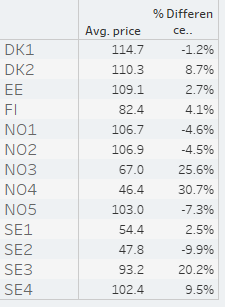 % Differen
Avg. price ce..
DK1 114.7 -1.2%
DK2 110.3 8.7%
EE 109.1 2.7%
FI 82.4 4.1%
NO1 106.7 -4.6%
NO2 106.9 -4.5%
NO3 67.0 25.6%
NO4 46.4 30.7%
NO5 103.0 -7.3%
SE1 54.4 2.5%
SE2 47.8 -9.9%
SE3 93.2 20.2%
SE4 102.4 9.5%